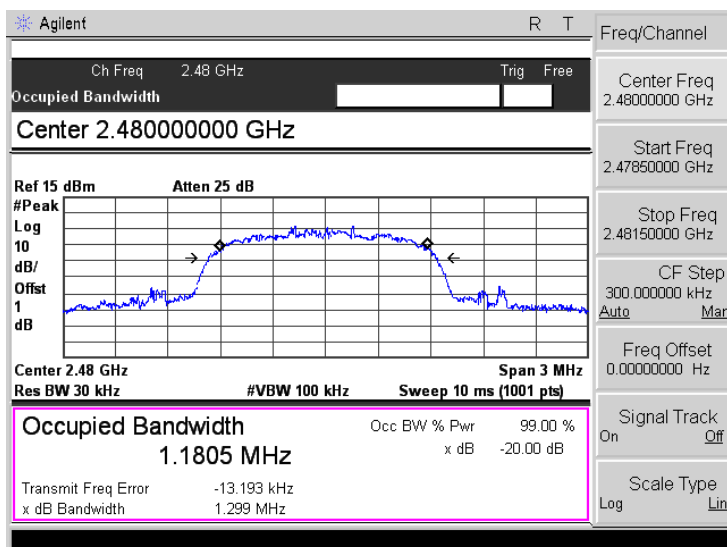 Agilent R T
Freq/Channel
Ch Freq 2.48 GHz Trig Free
Occupied Bandwidth
Center 2.480000000 GHz
Center Freq
2.48000000 GHz
Start Freq
2.47850000 GHz
Stop Freq
2.48150000 GHz
CF Step
300.000000 kHz
Auto Man
Freq Offset
0.00000000 Hz
Signal Track
On Off
Scale Type
Log Lin
Ref 15 dBm Atten 25 dB
#Peak
Log
10
dB/
Offst
1
dB
Center 2.48 GHz Span 3 MHz
Res BW 30 kHz #VBW 100 kHz Sweep 10 ms (1001 pts)
Occupied Bandwidth Occ BW % Pwr 99.00 %
1.1805 MHz x dB -20.00 dB
Transmit Freq Error -13.193 kHz
x dB Bandwidth 1.299 MHz